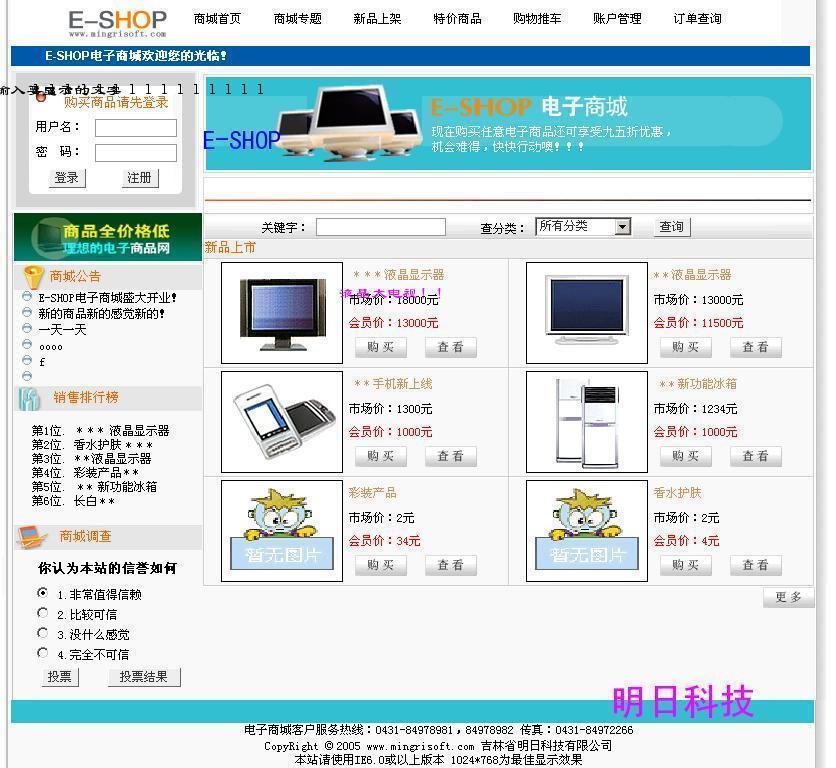 E-SHOP
www.mingrisoft.com
商城首页 商城专题 新品上架 特价商品 购物推车 账户管理 订单查询
E-SHOP电子商城欢迎您的光临!
购买商品请先登录
用户名：
密 码：
登录 注册
E-SHOP
E-SHOP 电子商城
现在购买任意电子商品还可享受九五折优惠，
机会难得，快快行动噢!!!
商品全价格低
理想的电子商品网
关键字： 查分类： 所有分类 查询
新品上市
商城公告
E-SHOP电子商城盛大开业!
新的商品新的感觉新的!
一天一天
oooo
f
销售排行榜
第1位. ***液晶显示器
第2位. 香水护肤***
第3位. **液晶显示器
第4位. 彩装产品**
第5位. **新功能冰箱
第6位. 长白**
商城调查
你认为本站的信誉如何
1.非常值得信赖
2.比较可信
3.没什么感觉
4.完全不可信
投票 投票结果
***液晶显示器
液晶大电视!!
市场价：18000元
会员价：13000元
购买 查看
**液晶显示器
市场价：13000元
会员价：11500元
购买 查看
**手机新上线
市场价：1300元
会员价：1000元
购买 查看
**新功能冰箱
市场价：1234元
会员价：1000元
购买 查看
暂无图片
彩装产品
市场价：2元
会员价：34元
购买 查看
暂无图片
香水护肤
市场价：2元
会员价：4元
购买 查看
更多
明日科技
电子商城客户服务热线：0431-84978981，84978982 传真：0431-84972266
CopyRight ©2005 www.mingrisoft.com 吉林省明日科技有限公司
本站请使用IE6.0或以上版本 1024*768为最佳显示效果